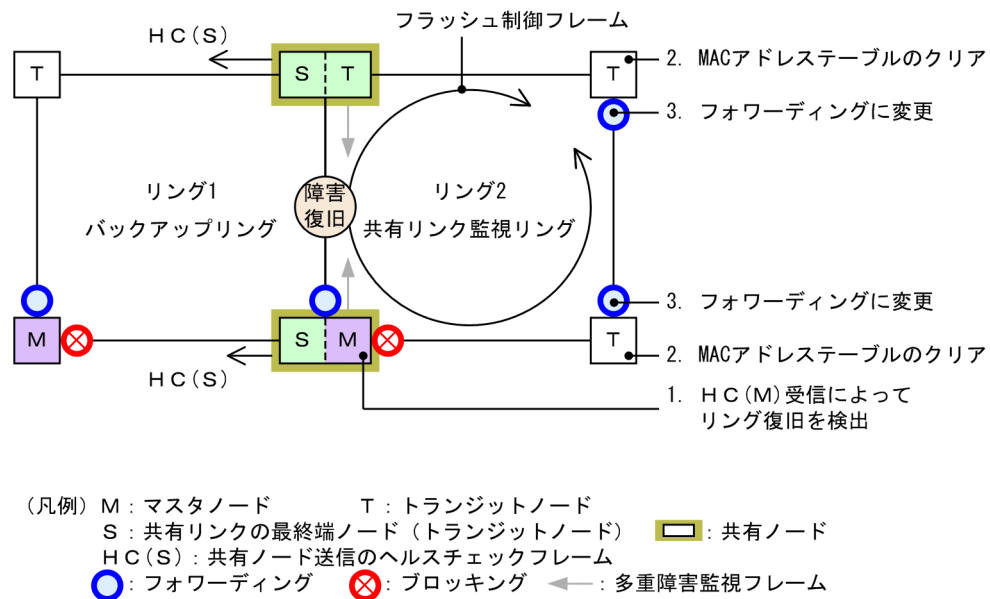 フラッシュ制御フレーム
ＨＣ(Ｓ)
Ｔ
Ｓ Ｔ
Ｔ
2. MACアドレステーブルのクリア
3. フォワーディングに変更
リング1
バックアップリング
障害
復旧
リング2
共有リンク監視リング
3. フォワーディングに変更
Ｍ
Ｓ Ｍ
Ｔ
2. MACアドレステーブルのクリア
ＨＣ(Ｓ)
1. ＨＣ(Ｍ)受信によって
リング復旧を検出
（凡例）Ｍ：マスタノード Ｔ：トランジットノード
Ｓ：共有リンクの最終端ノード（トランジットノード） ：共有ノード
ＨＣ(Ｓ)：共有ノード送信のヘルスチェックフレーム
：フォワーディング ：ブロッキング ：多重障害監視フレーム